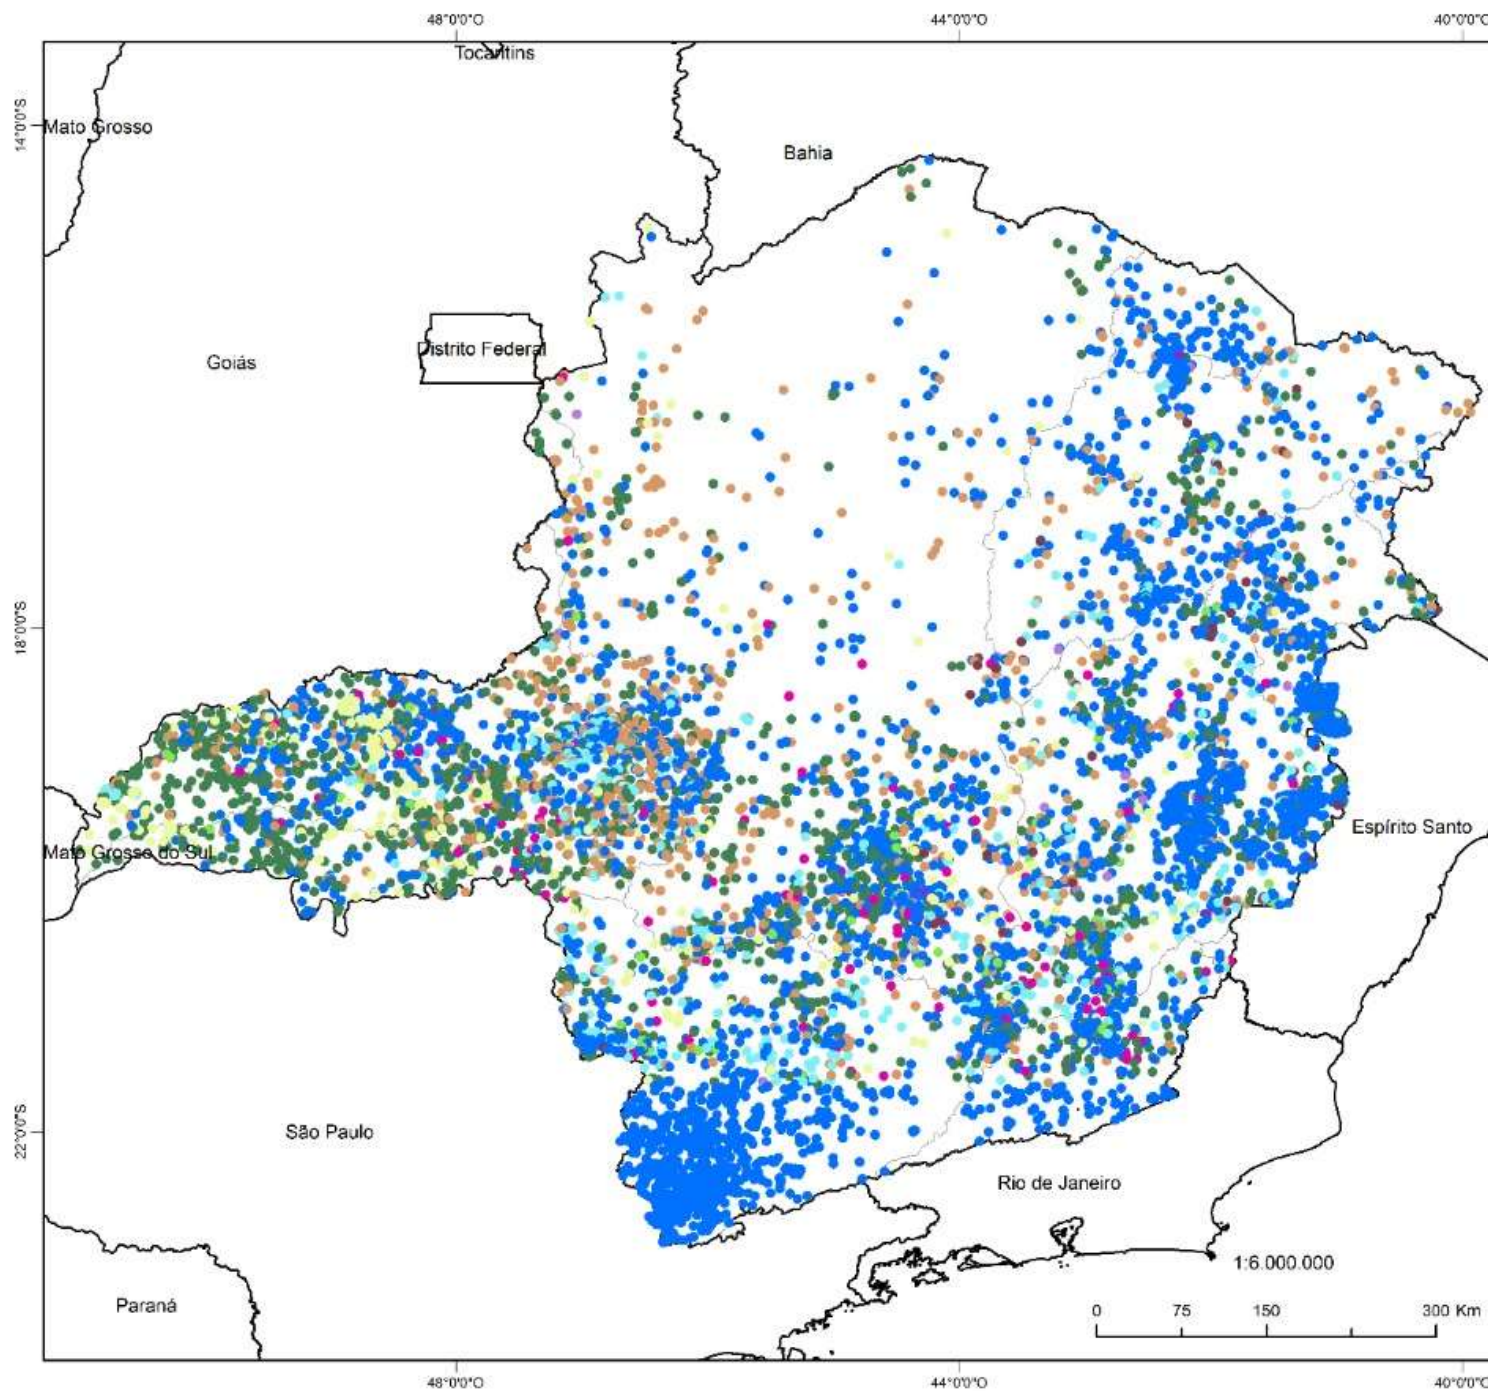 48°0'0"O 44°0'0"O 40°0'0"O
Tocantins
14°0'0"S
Mato Grosso
Bahia
Distrito Federal
Goiás
18°0'0"S
Espírito Santo
Mato Grosso do Sul
22°0'0"S
São Paulo
Rio de Janeiro
1:6.000.000
Paraná
0 75 150 300 Km
48°0'0"O 44°0'0"O 40°0'0"O